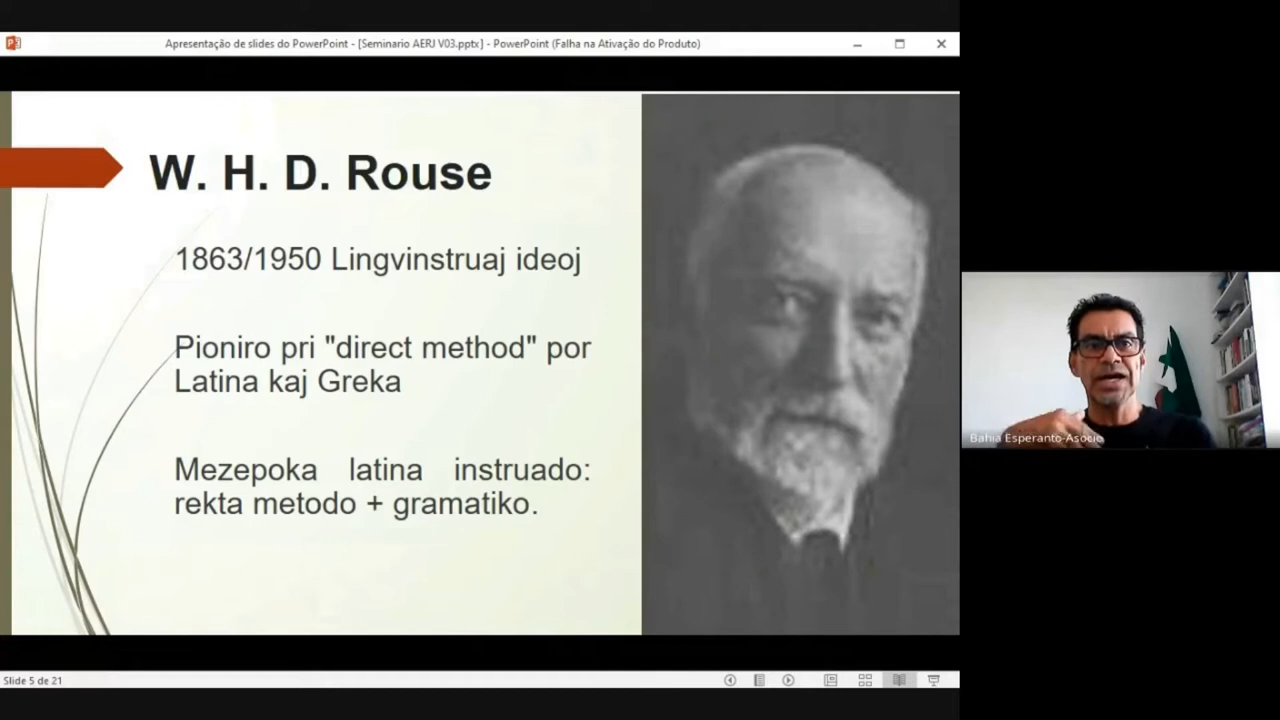 Apresentação de slides do PowerPoint - [Seminario AERJ V03.pptx] - PowerPoint (Falha na Ativação do Produto)
W. H. D. Rouse
1863/1950 Lingvinstruaj ideoj
Pioniro pri "direct method" por
Latina kaj Greka
Mezepoka latina instruado:
rekta metodo + gramatiko.
Bahia Esperanto-Asocio
Slide 5 de 21